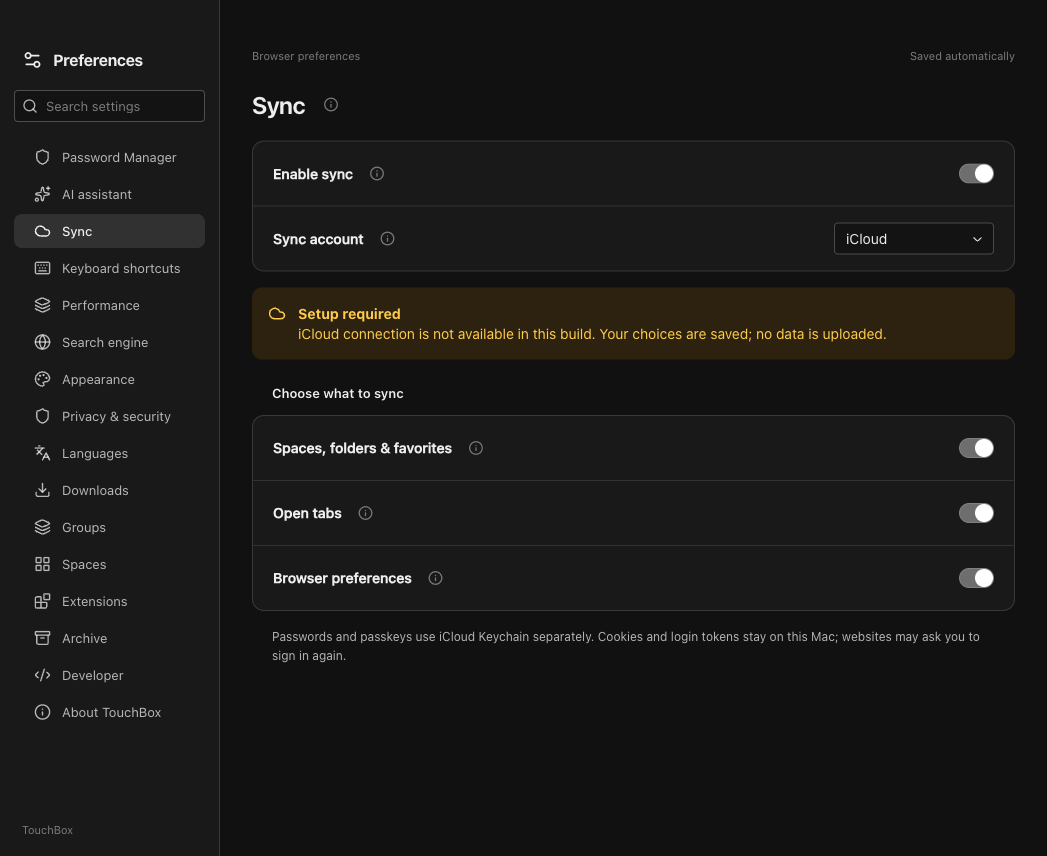 Preferences
Search settings
Password Manager
AI assistant
Sync
Keyboard shortcuts
Performance
Search engine
Appearance
Privacy & security
Languages
Downloads
Groups
Spaces
Extensions
Archive
Developer
About TouchBox
TouchBox
Browser preferences
Saved automatically
Sync
Enable sync
Sync account
iCloud
Setup required
iCloud connection is not available in this build. Your choices are saved; no data is uploaded.
Choose what to sync
Spaces, folders & favorites
Open tabs
Browser preferences
Passwords and passkeys use iCloud Keychain separately. Cookies and login tokens stay on this Mac; websites may ask you to
sign in again.